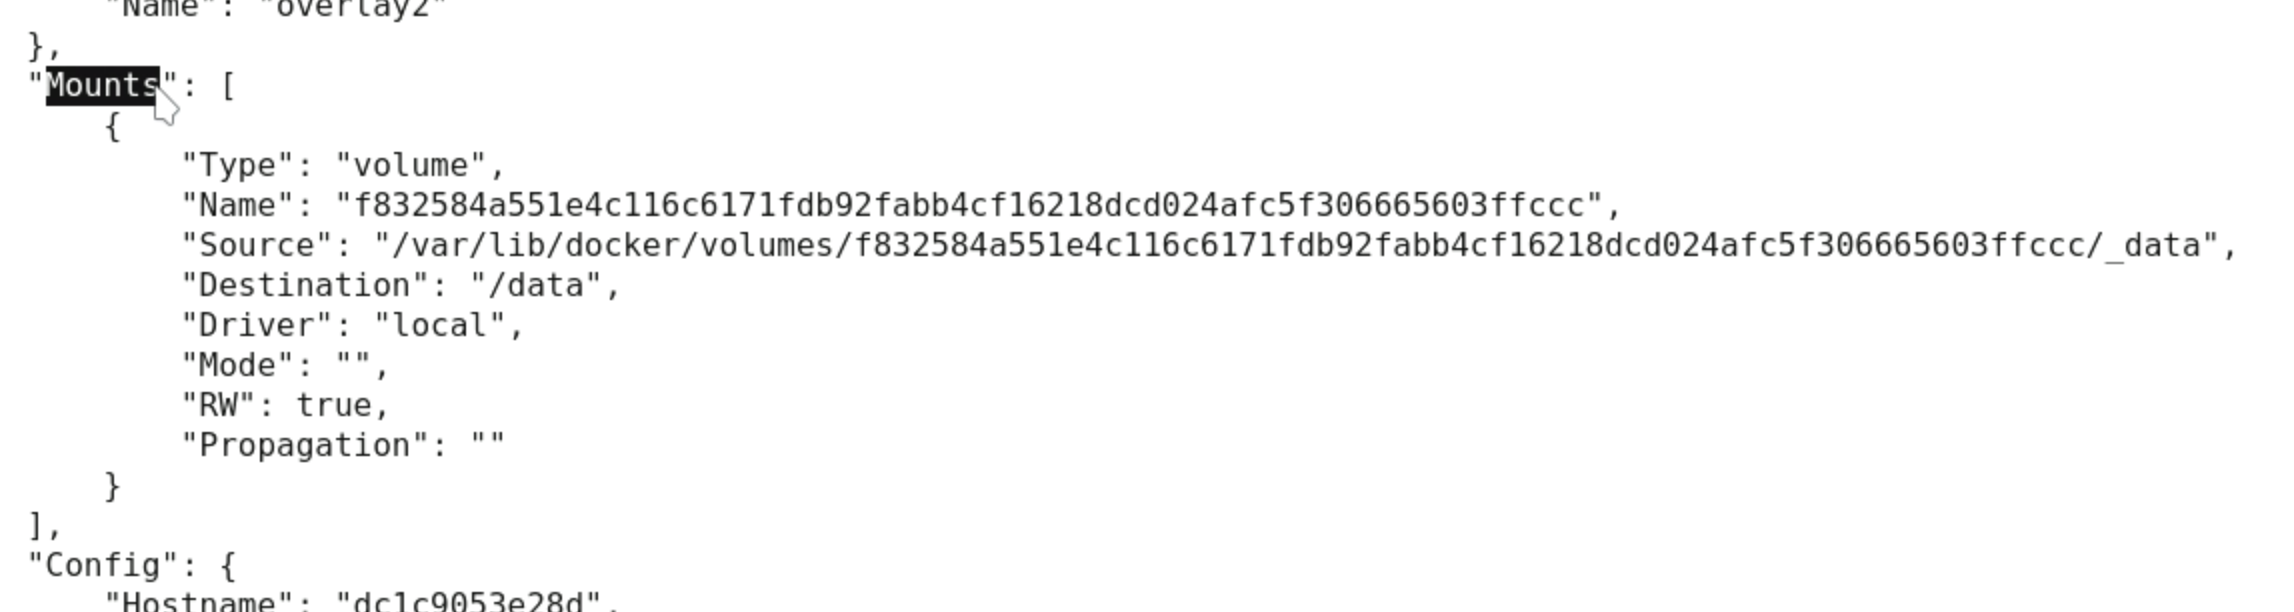 "Name": "overlay2"
},
"Mounts": [
{
"Type": "volume",
"Name": "f832584a551e4c116c6171fdb92fabb4cf16218dcd024afc5f306665603ffccc",
"Source": "/var/lib/docker/volumes/f832584a551e4c116c6171fdb92fabb4cf16218dcd024afc5f306665603ffccc/_data",
"Destination": "/data",
"Driver": "local",
"Mode": "",
"RW": true,
"Propagation": ""
}
],
"Config": {
"Hostname": "dc1c9053e28d",